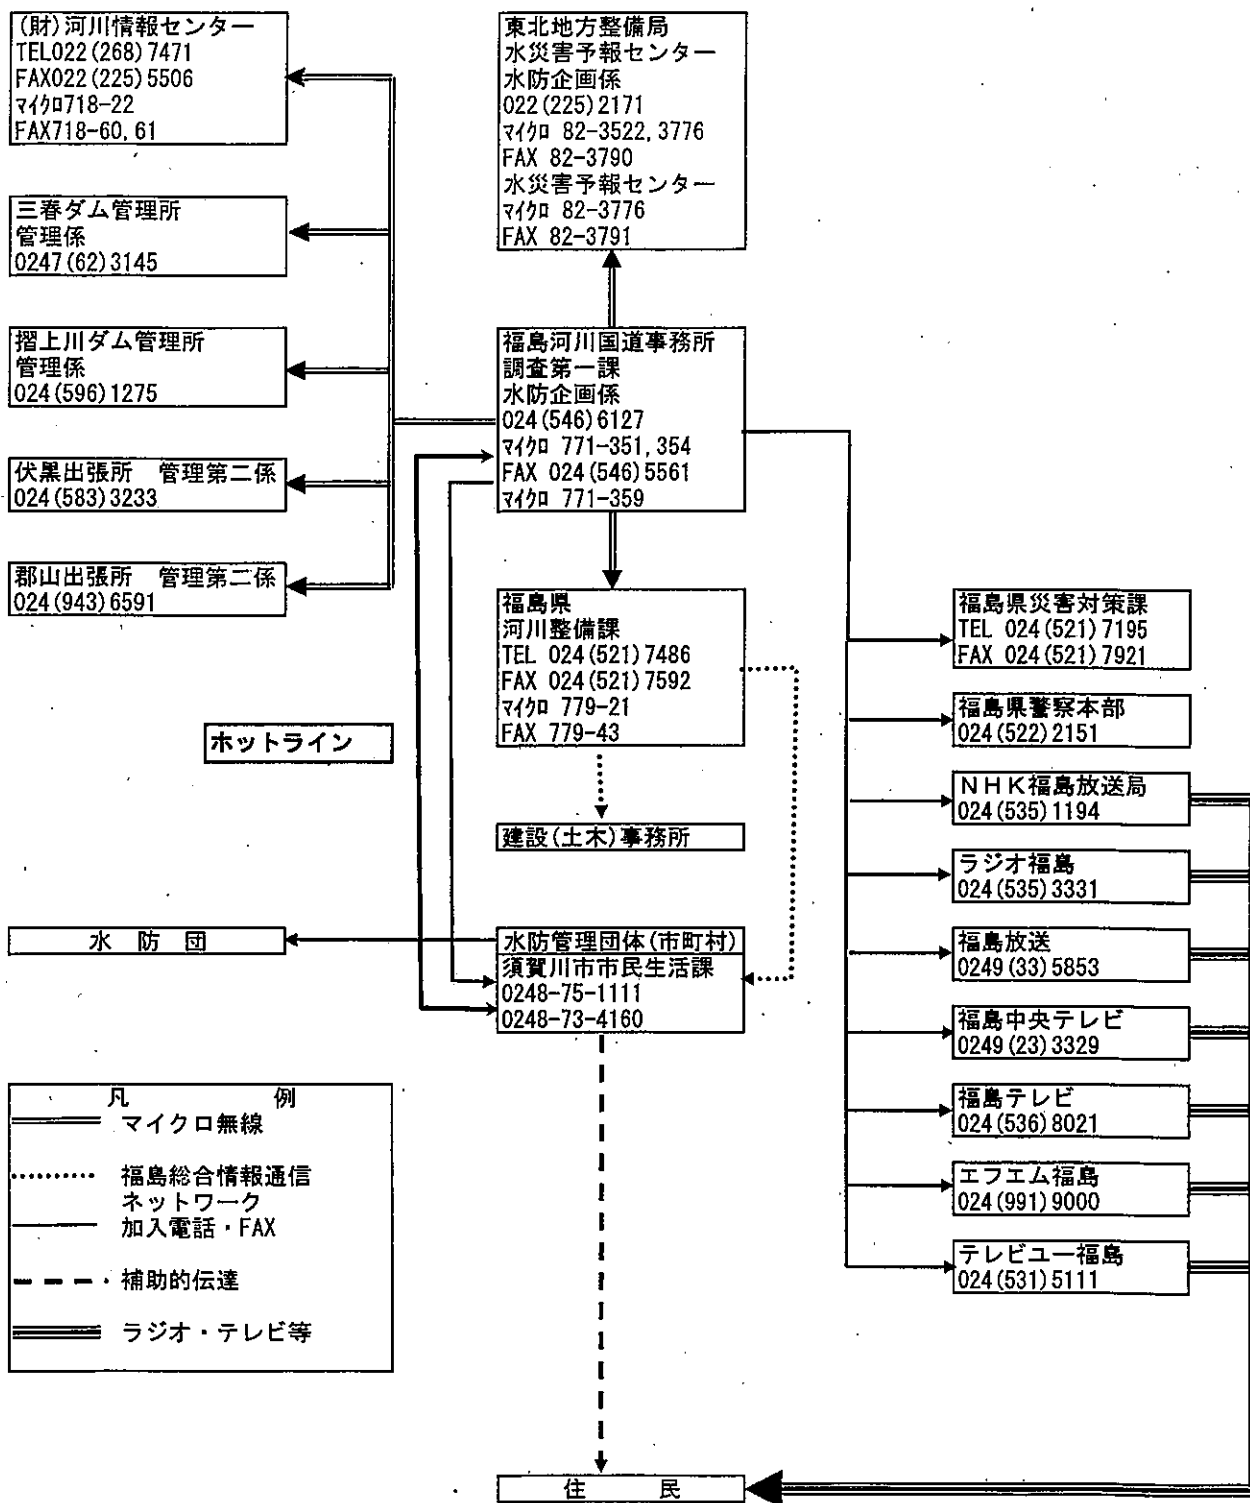 (財)河川情報センター
TEL022(268)7471
FAX022(225)5506
マイクロ718-22
FAX718-60,61
三春ダム管理所
管理係
0247(62)3145
摺上川ダム管理所
管理係
024(596)1275
伏黒出張所　管理第二係
024(583)3233
郡山出張所　管理第二係
024(943)6591
東北地方整備局
水災害予報センター
水防企画係
022(225)2171
マイクロ 82-3522,3776
FAX 82-3790
水災害予報センター
マイクロ 82-3776
FAX 82-3791
福島河川国道事務所
調査第一課
水防企画係
024(546)6127
マイクロ 771-351,354
FAX 024(546)5561
マイクロ 771-359
福島県
河川整備課
TEL 024(521)7486
FAX 024(521)7592
マイクロ 779-21
FAX 779-43
ホットライン
建設(土木)事務所
水　防　団
水防管理団体(市町村)
須賀川市市民生活課
0248-75-1111
0248-73-4160
福島県災害対策課
TEL 024(521)7195
FAX 024(521)7921
福島県警察本部
024(522)2151
ＮＨＫ福島放送局
024(535)1194
ラジオ福島
024(535)3331
福島放送
0249(33)5853
福島中央テレビ
0249(23)3329
福島テレビ
024(536)8021
エフエム福島
024(991)9000
テレビユー福島
024(531)5111
凡　　　例
マイクロ無線
福島総合情報通信
ネットワーク
加入電話・FAX
補助的伝達
ラジオ・テレビ等
住　　民